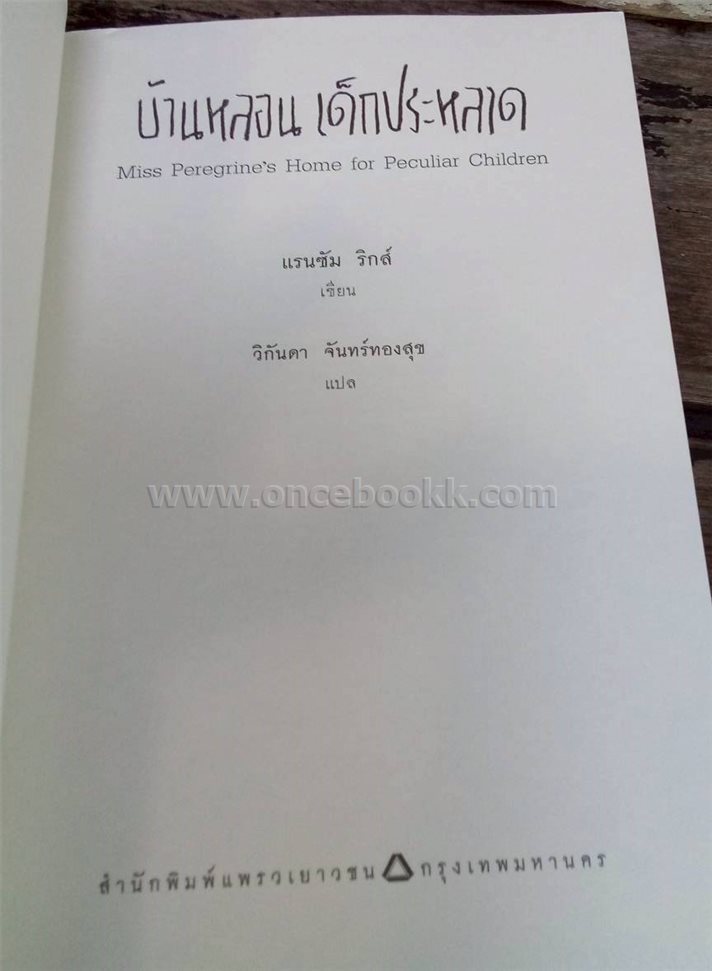 บ้านหลอน เด็กประหลาด
Miss Peregrine's Home for Peculiar Children
แรนซัม ริกส์
เขียน
วิกันดา จันทร์ทองสุข
แปล
www.oncebookk.com
สำนักพิมพ์แพรวเยาวชน กรุงเทพมหานคร